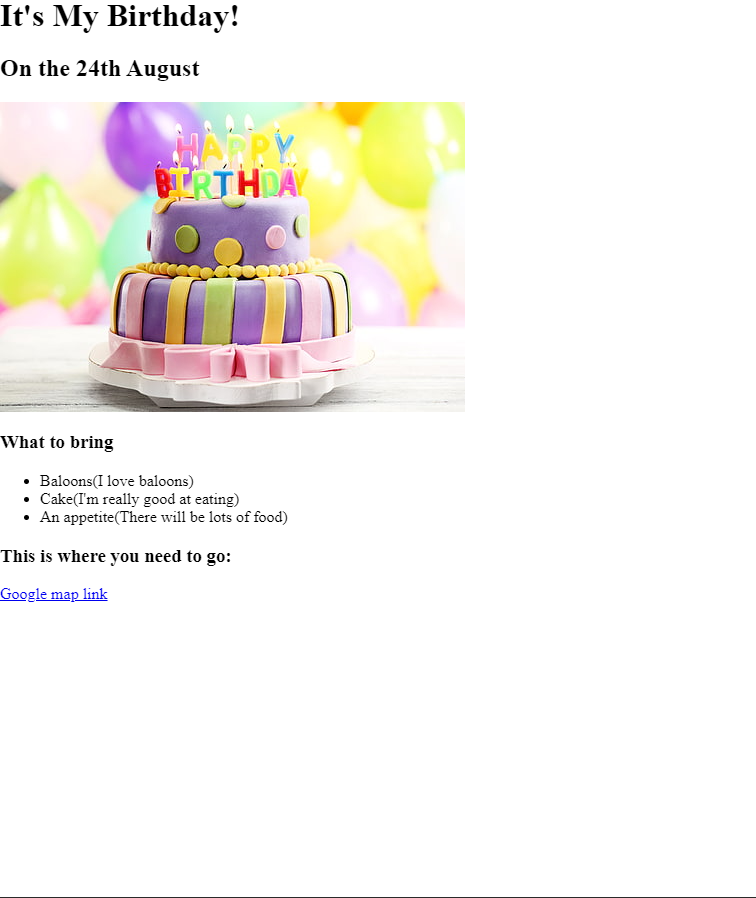 It's My Birthday!
On the 24th August
HAPPY
BIRTHDAY
What to bring
Baloons(I love baloons)
Cake(I'm really good at eating)
An appetite(There will be lots of food)
This is where you need to go:
Google map link